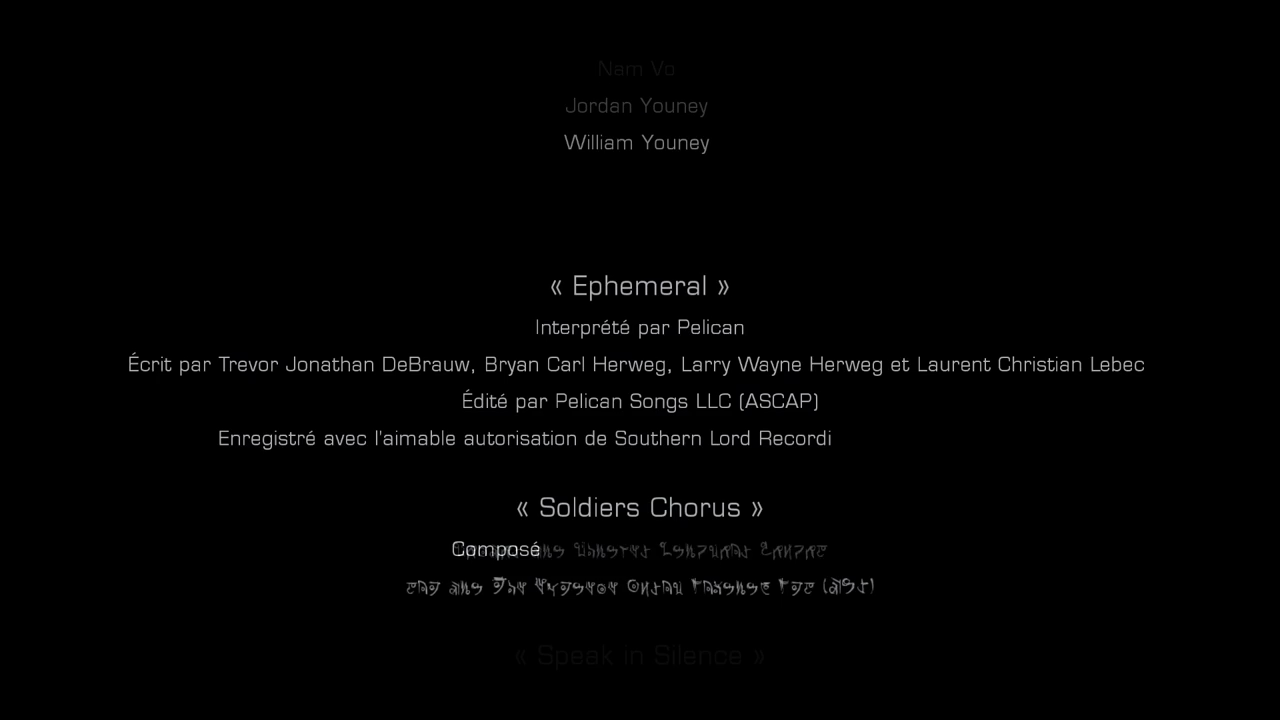 Nam Vo
Jordan Youney
William Youney
« Ephemeral »
Interprété par Pelican
Écrit par Trevor Jonathan DeBrauw, Bryan Carl Herweg, Larry Wayne Herweg et Laurent Christian Lebec
Édité par Pelican Songs LLC (ASCAP)
Enregistré avec l'aimable autorisation de Southern Lord Recordi
« Soldiers Chorus »
Composé
« Speak in Silence »